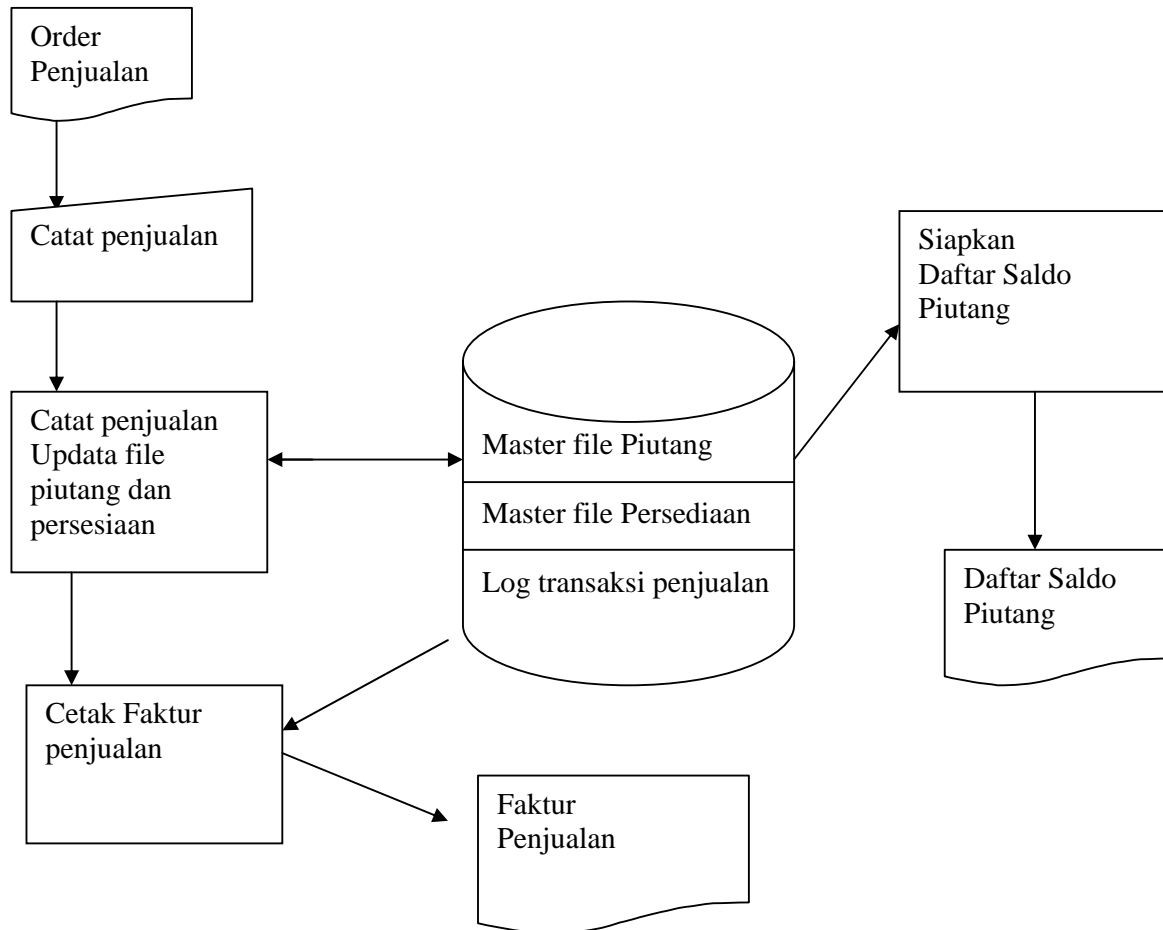 Order
Penjualan
Catat penjualan
Catat penjualan
Updata file
piutang dan
persesiaan
Cetak Faktur
penjualan
Master file Piutang
Master file Persediaan
Log transaksi penjualan
Faktur
Penjualan
Siapkan
Daftar Saldo
Piutang
Daftar Saldo
Piutang